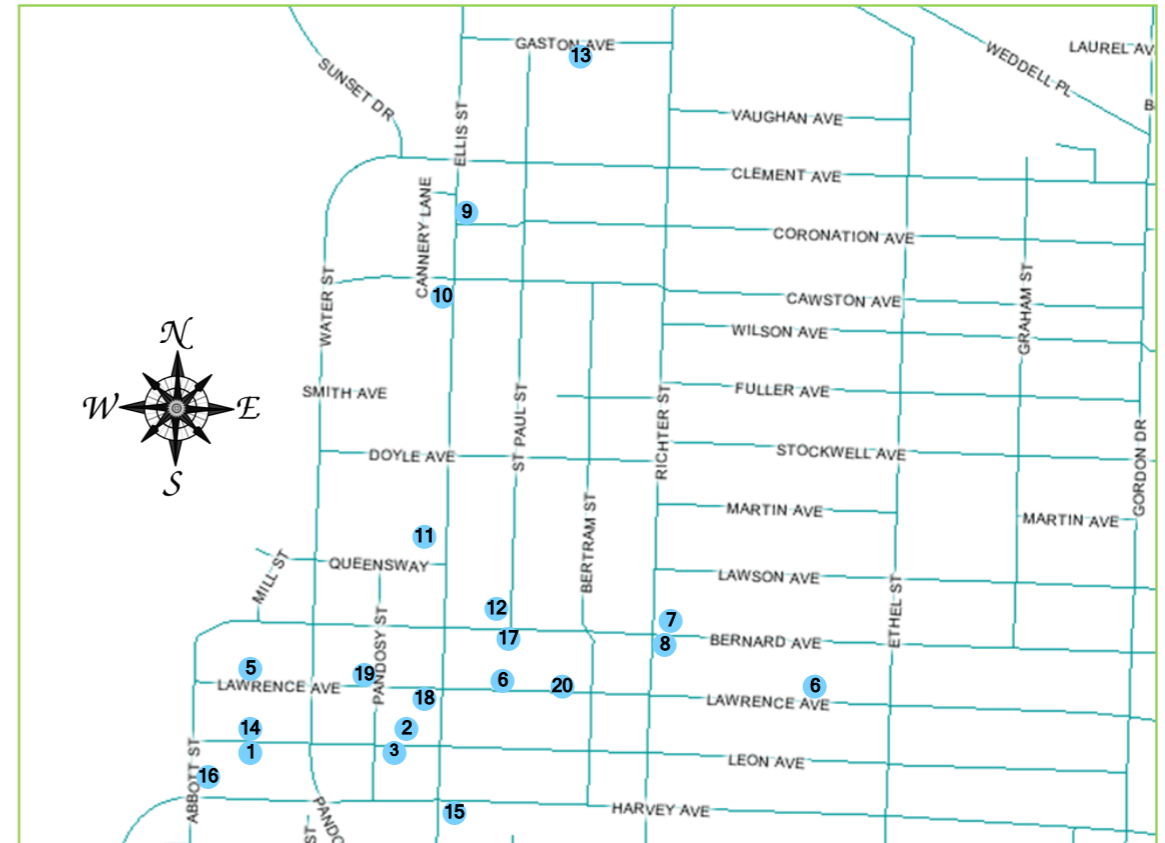 GASTON AVE
13
LAUREL AV
WEDDELL PL
SUNSET DR
B
ELLIS ST
VAUGHAN AVE
CLEMENT AVE
CANNERY LANE
9
CORONATION AVE
WATER ST
10
CAWSTON AVE
GRAHAM ST
N
WILSON AVE
W
E
S
SMITH AVE
FULLER AVE
ST PAUL ST
RICHTER ST
DOYLE AVE
STOCKWELL AVE
GORDON DR
MARTIN AVE
MARTIN AVE
11
BERTRAM ST
MILL ST
QUEENSWAY
LAWSON AVE
ETHEL ST
12
7
17
8
BERNARD AVE
PANDOSY ST
5
19
LAWRENCE AVE
6
20
6
18
LAWRENCE AVE
14
2
1
3
LEON AVE
ABBOTT ST
16
PANDO
15
HARVEY AVE
ST